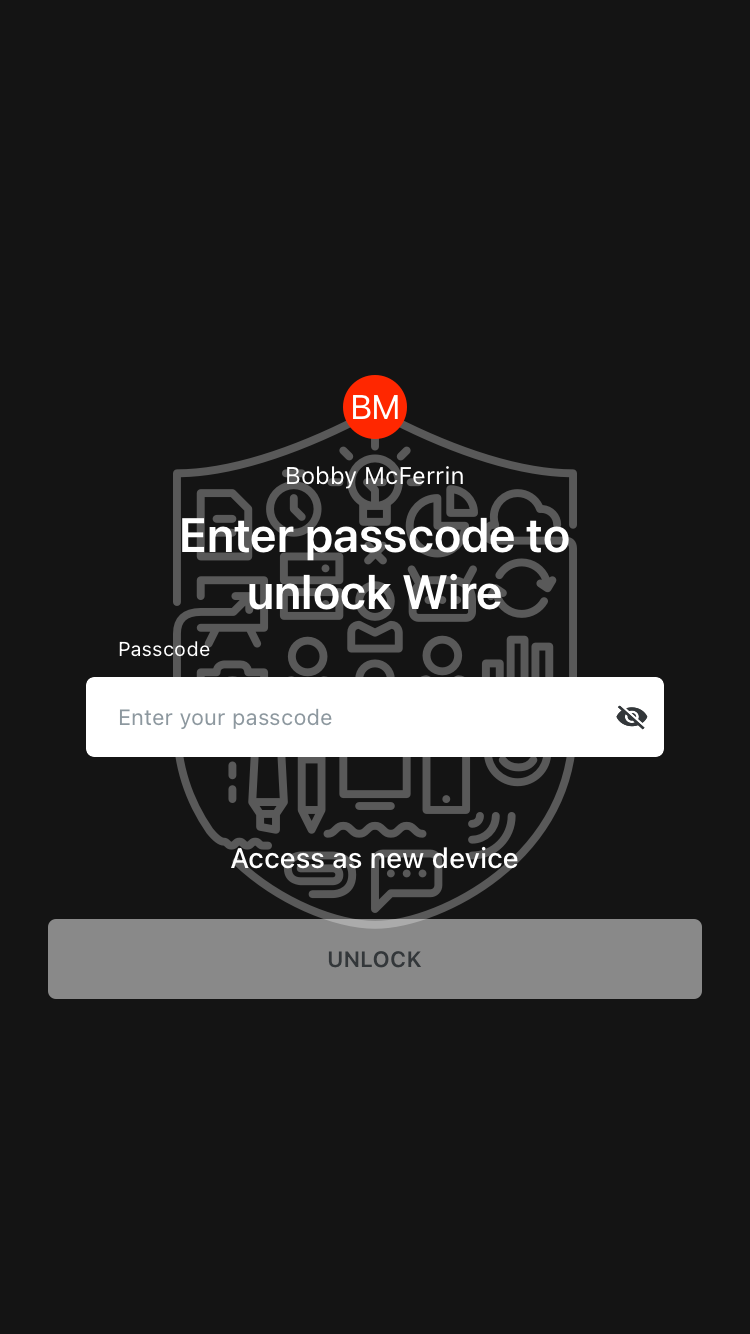 BM
Bobby McFerrin
Enter passcode to
unlock Wire
Passcode
Enter your passcode
Access as new device
UNLOCK